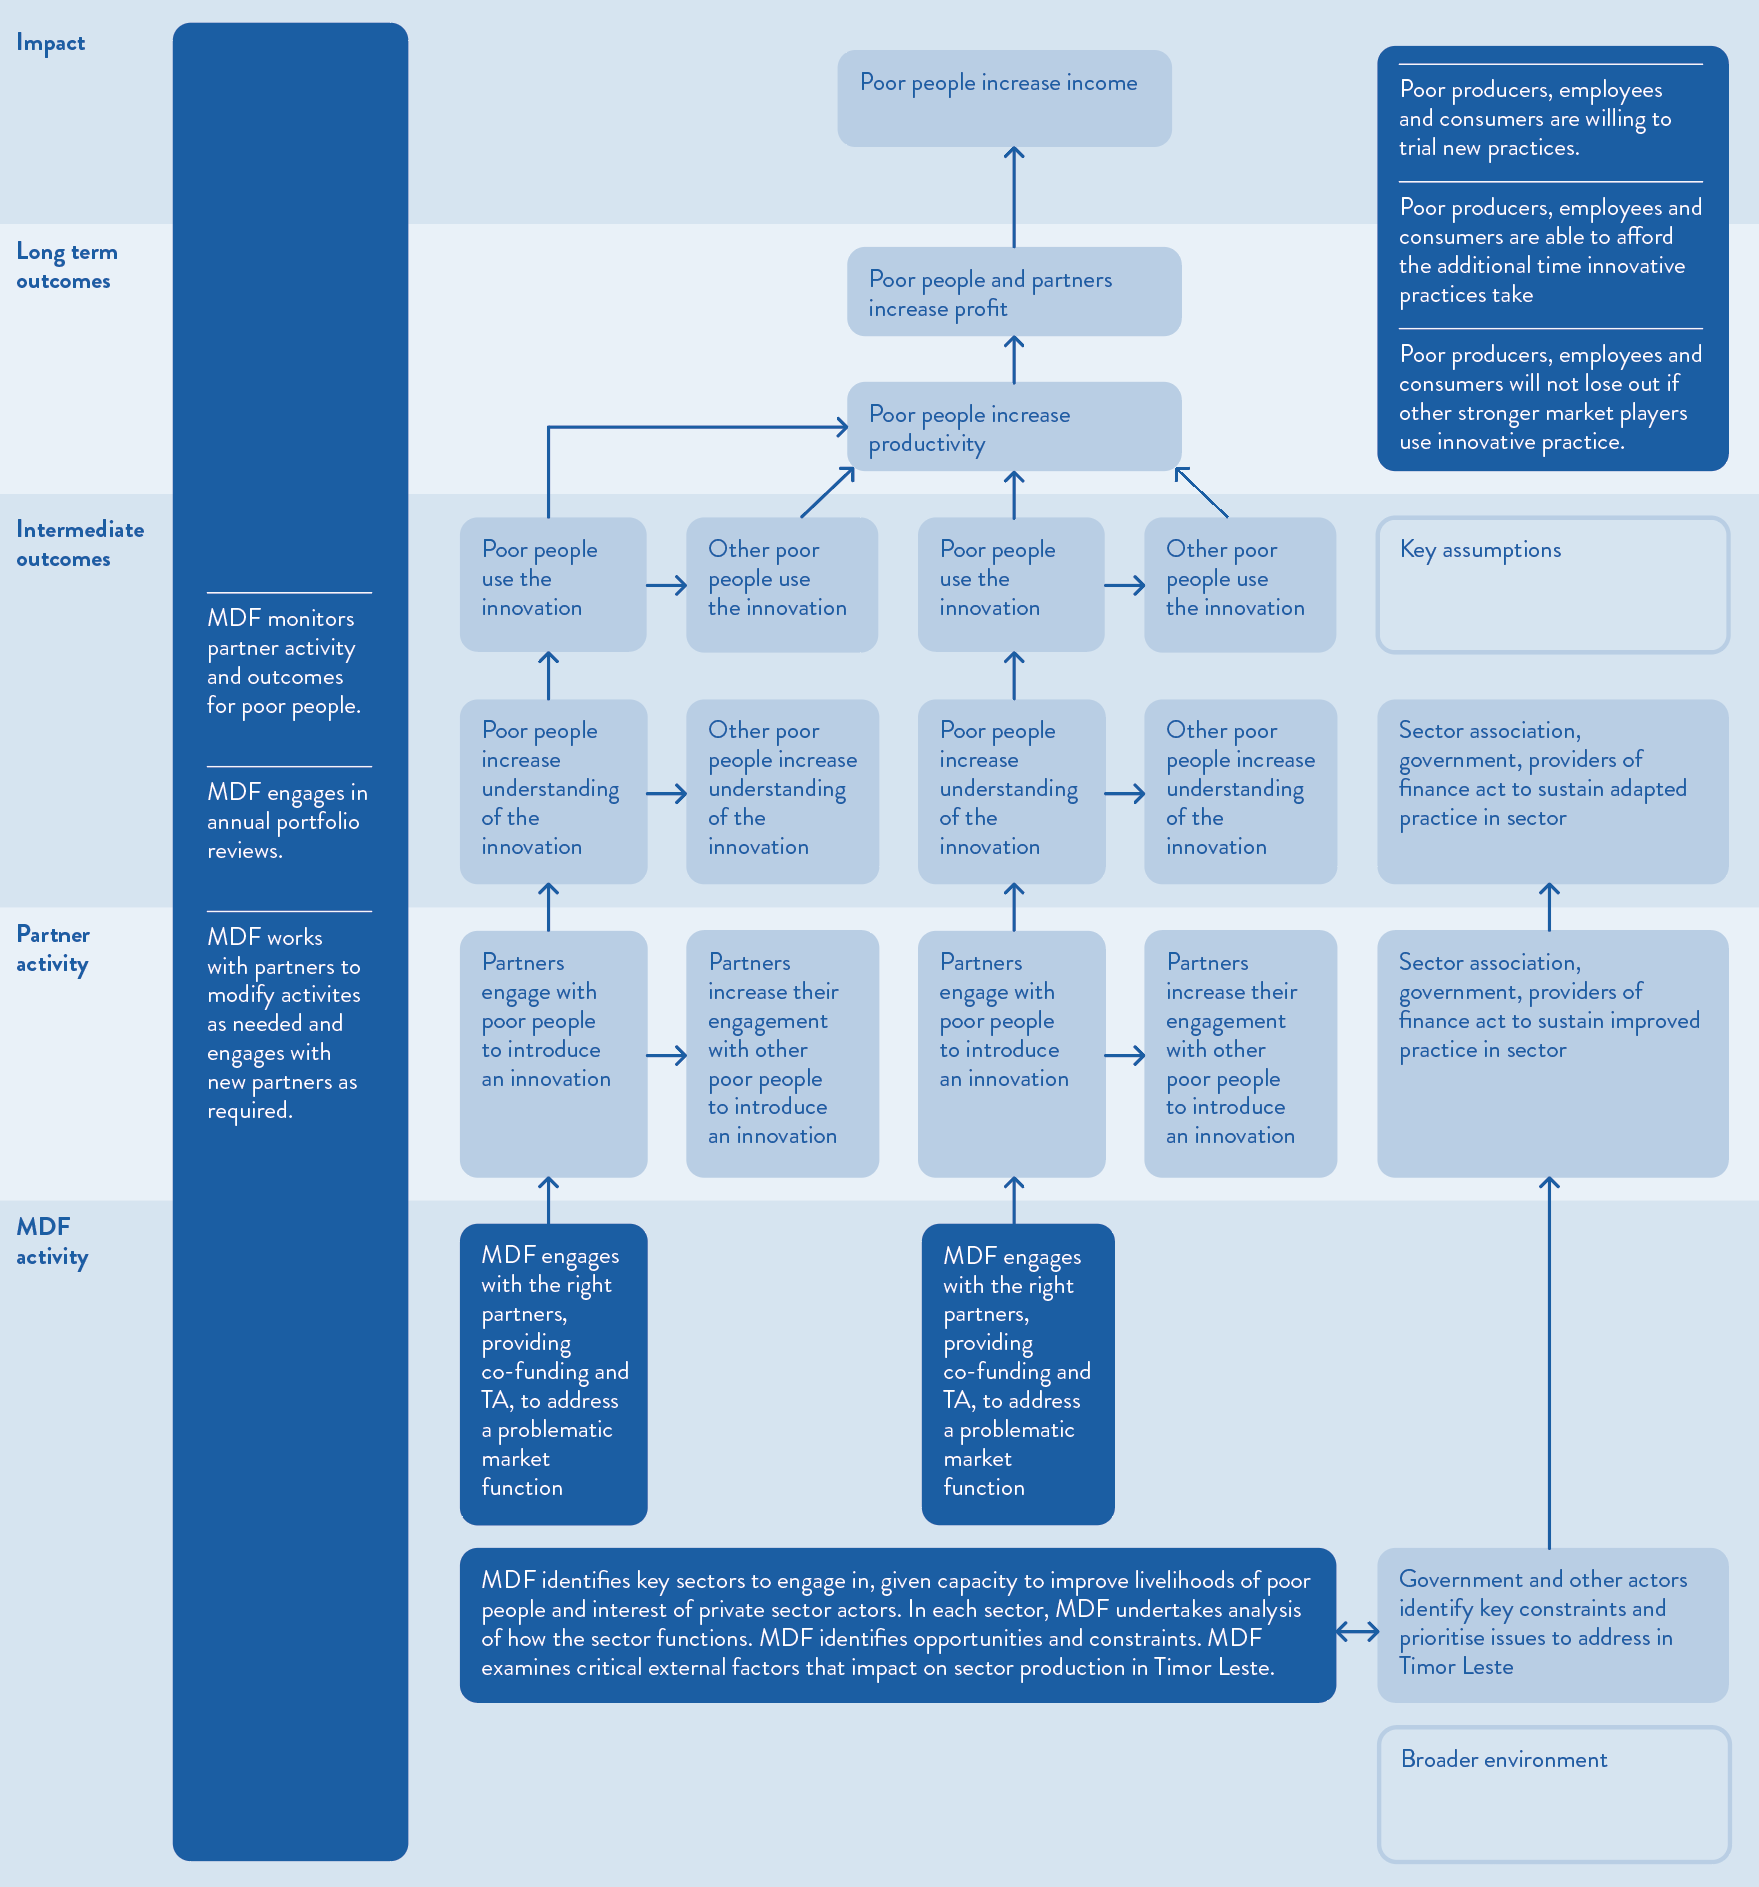 Impact
Poor people increase income
Poor producers, employees
and consumers are willing to
trial new practices.
Poor producers, employees and
consumers are able to afford
the additional time innovative
practices take
Poor producers, employees and
consumers will not lose out if
other stronger market players
use innovative practice.
Long term
outcomes
Poor people and partners
increase profit
Poor people increase
productivity
Intermediate
outcomes
MDF monitors
partner activity
and outcomes
for poor people.
MDF engages in
annual portfolio
reviews.
MDF works
with partners to
modify activites
as needed and
engages with
new partners as
required.
Poor people
use the
innovation
Other poor
people use
the innovation
Poor people
use the
innovation
Other poor
people use
the innovation
Key assumptions
Poor people
increase
understanding
of the
innovation
Other poor
people increase
understanding
of the
innovation
Poor people
increase
understanding
of the
innovation
Other poor
people increase
understanding
of the
innovation
Sector association,
government, providers of
finance act to sustain adapted
practice in sector
Partner
activity
Partners
engage with
poor people
to introduce
an innovation
Partners
increase their
engagement
with other
poor people
to introduce
an innovation
Partners
engage with
poor people
to introduce
an innovation
Partners
increase their
engagement
with other
poor people
to introduce
an innovation
Sector association,
government, providers of
finance act to sustain improved
practice in sector
MDF
activity
MDF engages
with the right
partners,
providing
co-funding and
TA, to address
a problematic
market
function
MDF engages
with the right
partners,
providing
co-funding and
TA, to address
a problematic
market
function
MDF identifies key sectors to engage in, given capacity to improve livelihoods of poor
people and interest of private sector actors. In each sector, MDF undertakes analysis
of how the sector functions. MDF identifies opportunities and constraints. MDF
examines critical external factors that impact on sector production in Timor Leste.
Government and other actors
identify key constraints and
prioritise issues to address in
Timor Leste
Broader environment